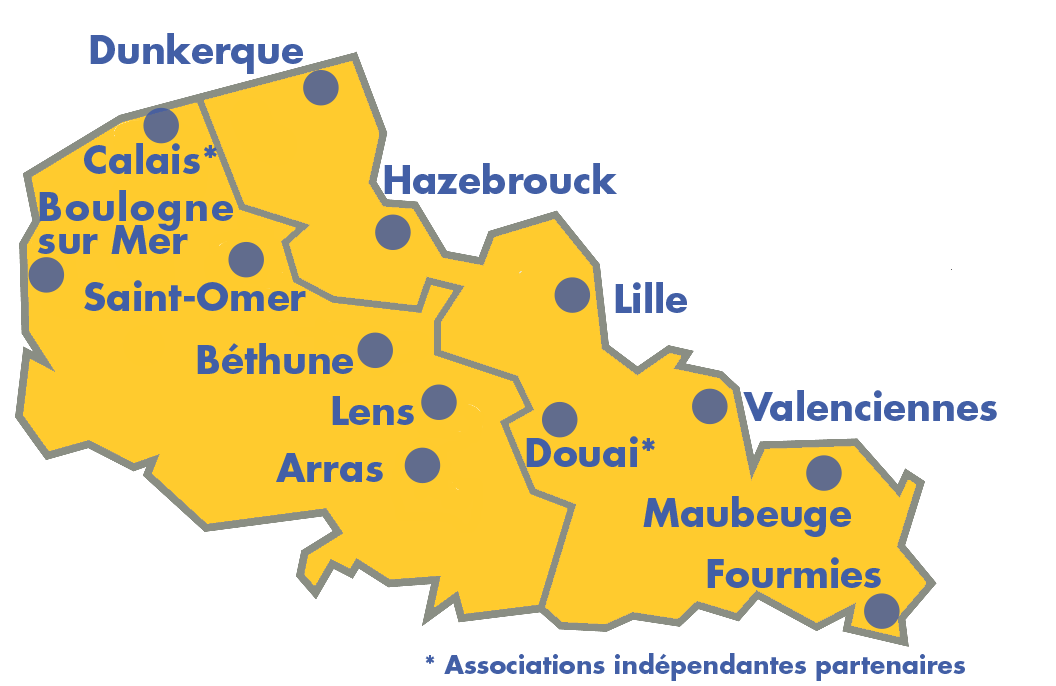 Dunkerque
Calais*
Hazebrouck
Boulogne
sur Mer
Saint-Omer
Lille
Béthune
Lens
Valenciennes
Douai*
Arras
Maubeuge
Fourmies
* Associations indépendantes partenaires